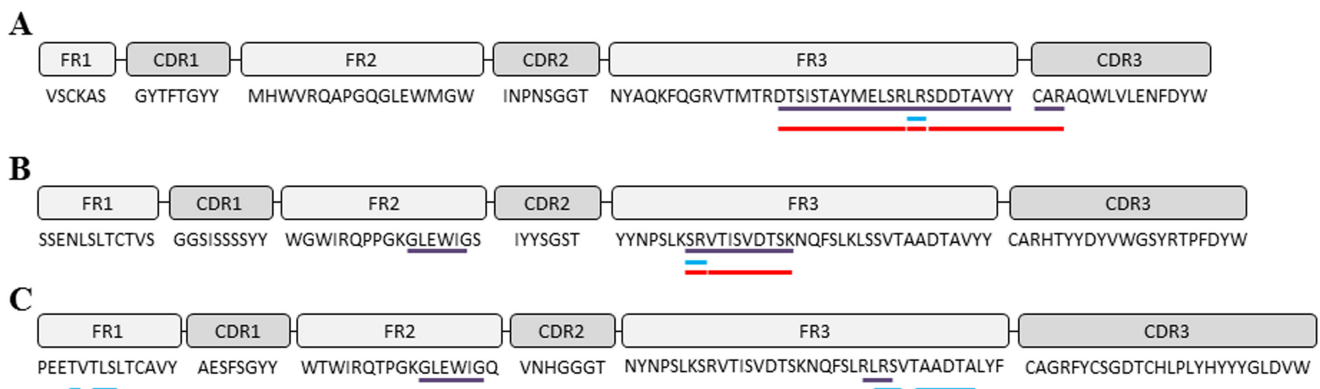 A
FR1 CDR1 FR2 CDR2 FR3 CDR3
VSCKAS GYTFTGYY MHWVRQAPGQGLEWMGW INPNSGGT NYAQKFQGRVTMTRDTSISTAYMELSRLRSDDTAVYY CARAQWLVLENFDYW
B
FR1 CDR1 FR2 CDR2 FR3 CDR3
SSENLSLTCTVS GGSISSSSYY WGWIRQPPGKGLEWIGS IYYSGST YYNPSLKSRVTISVDTSKNQFSLKLSSVTAADTAVYY CARHTYYDYVWGSYRTPFDYW
C
FR1 CDR1 FR2 CDR2 FR3 CDR3
PEETVTLSLTCAVY AESFSGYY WTWIRQTPGKGLEWIGQ VNHGGGT NYNPSLKSRVTISVDTSKNQFSLRLRSVTAADTALYF CAGRFYCSGDTCHLPLYHYYYGLDVW